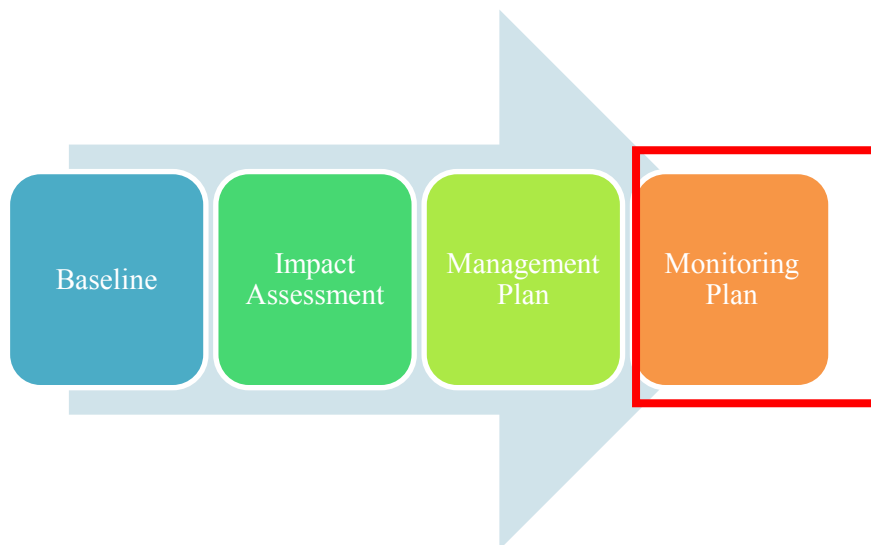 Baseline
Impact
Assessment
Management
Plan
Monitoring
Plan